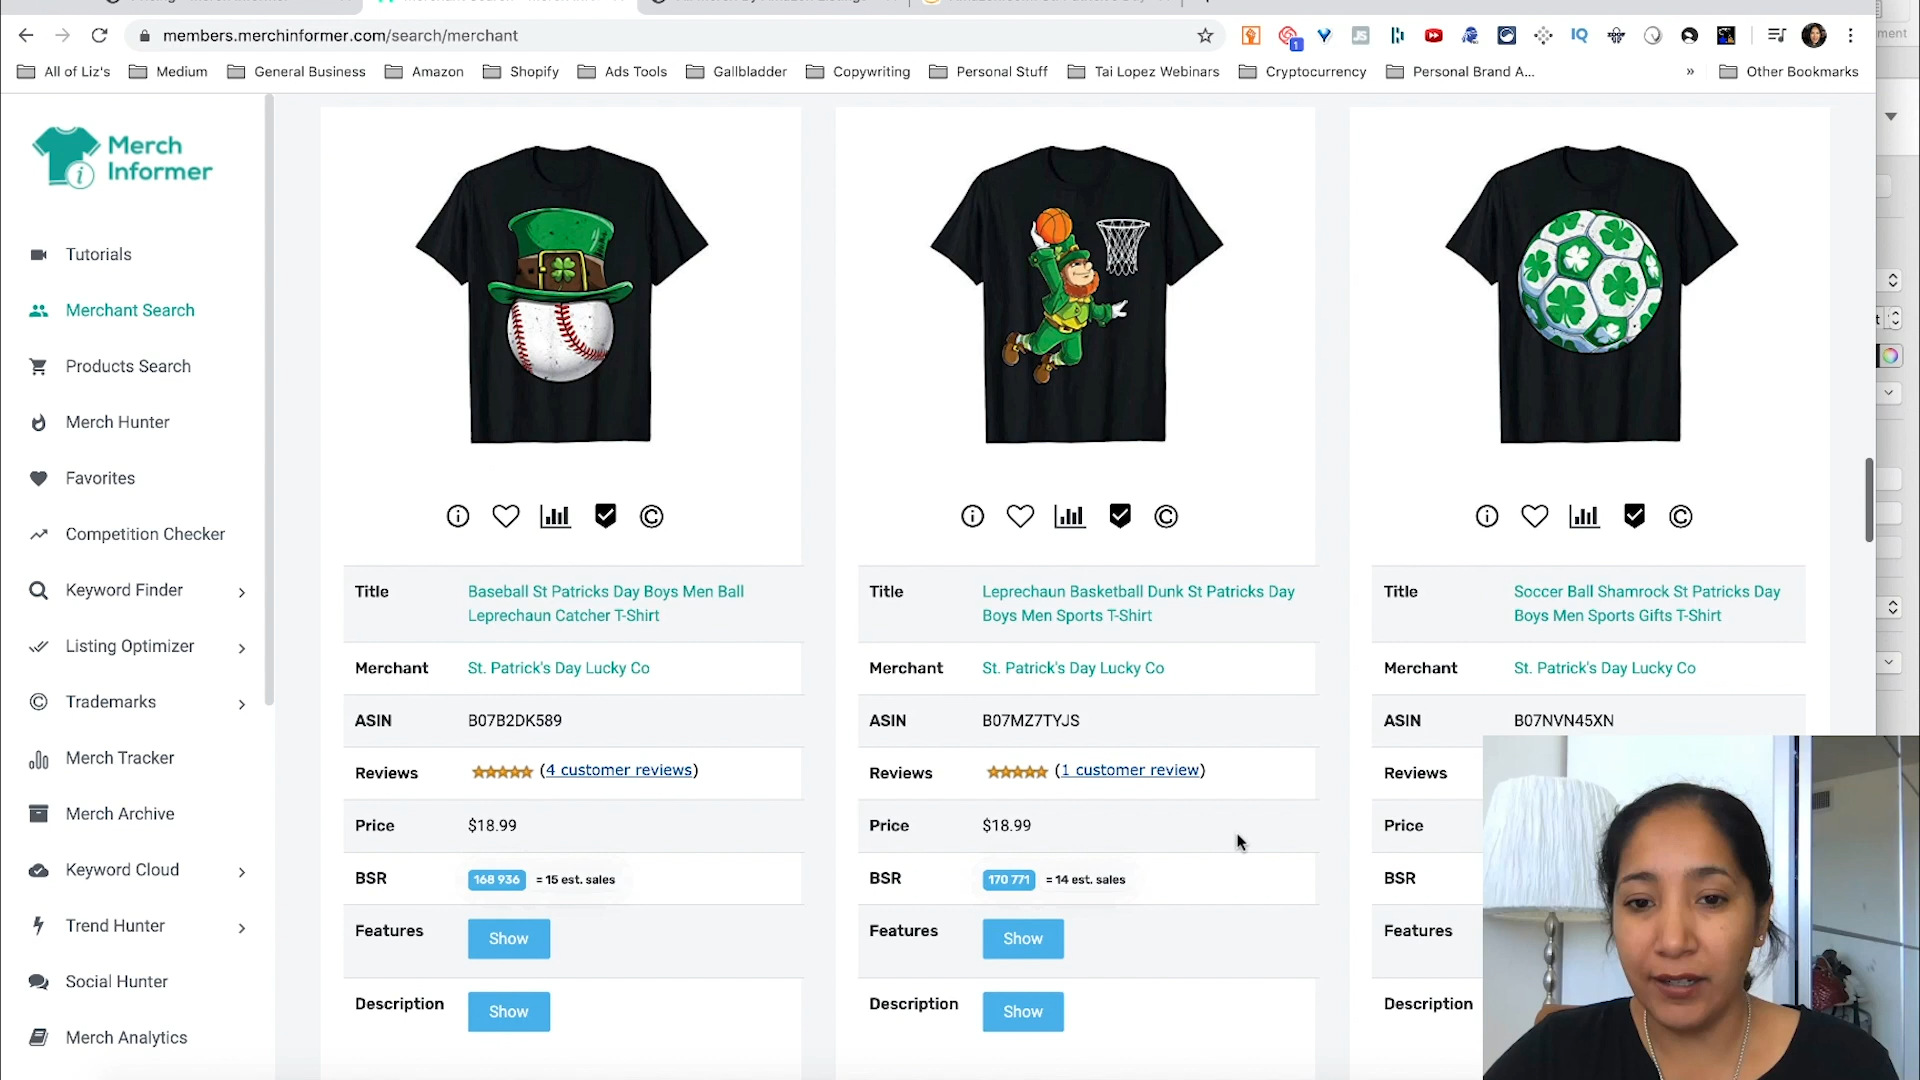 members.merchinformer.com/search/merchant
1
All of Liz's Medium General Business Amazon Shopify Ads Tools Gallbladder Copywriting Personal Stuff Tai Lopez Webinars Cryptocurrency Personal Brand A... » Other Bookmarks
Merch
Informer
Tutorials
Merchant Search
Products Search
Merch Hunter
Favorites
Competition Checker
Keyword Finder
Listing Optimizer
Trademarks
Merch Tracker
Merch Archive
Keyword Cloud
Trend Hunter
Social Hunter
Merch Analytics
Title Baseball St Patricks Day Boys Men Ball
Leprechaun Catcher T-Shirt
Merchant St. Patrick's Day Lucky Co
ASIN B07B2DK589
Reviews (4 customer reviews)
Price $18.99
BSR 168 936 = 15 est. sales
Features Show
Description Show
Title Leprechaun Basketball Dunk St Patricks Day
Boys Men Sports T-Shirt
Merchant St. Patrick's Day Lucky Co
ASIN B07MZ7TYJS
Reviews (1 customer review)
Price $18.99
BSR 170 771 = 14 est. sales
Features Show
Description Show
Title Soccer Ball Shamrock St Patricks Day
Boys Men Sports Gifts T-Shirt
Merchant St. Patrick's Day Lucky Co
ASIN B07NVN45XN
Reviews
Price
BSR
Features
Description